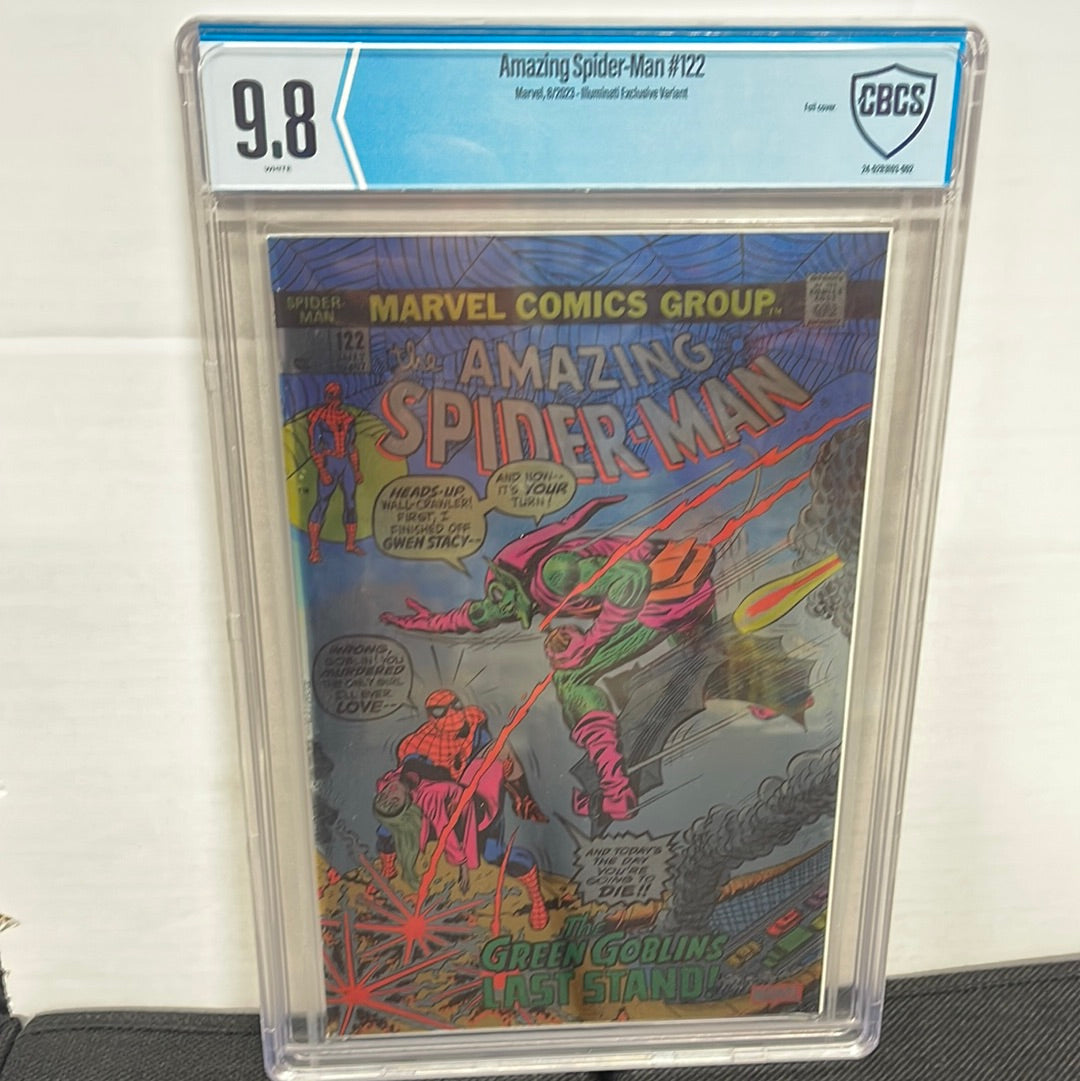 Amazing Spider-Man #122
Marvel, 8/2023 - Illuminati Exclusive Variant
9.8
WHITE
Foil cover
CBCS
SPIDER-
MAN
MARVEL COMICS GROUP
TM
122
MAY
the AMAZING
SPIDER-MAN
HEADS-UP,
WALL-CRAWLER!
FIRST, I
FINISHED OFF
GWEN STACY--
AND NOW--
IT'S YOUR
TURN!
WRONG,
GOBLIN! YOU
MURDERED
THE ONLY GIRL
I'LL EVER
LOVE--
AND TODAY'S
THE DAY
YOU'RE
GOING TO
DIE!!
The
GREEN GOBLIN'S
LAST STAND!